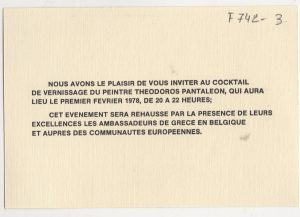 F742-3
NOUS AVONS LE PLAISIR DE VOUS INVITER AU COCKTAIL
DE VERNISSAGE DU PEINTRE THEODOROS PANTALEON, QUI AURA
LIEU LE PREMIER FEVRIER 1978, DE 20 A 22 HEURES;
CET EVENEMENT SERA REHAUSSE PAR LA PRESENCE DE LEURS
EXCELLENCES LES AMBASSADEURS DE GRECE EN BELGIQUE
ET AUPRES DES COMMUNAUTES EUROPEENNES.